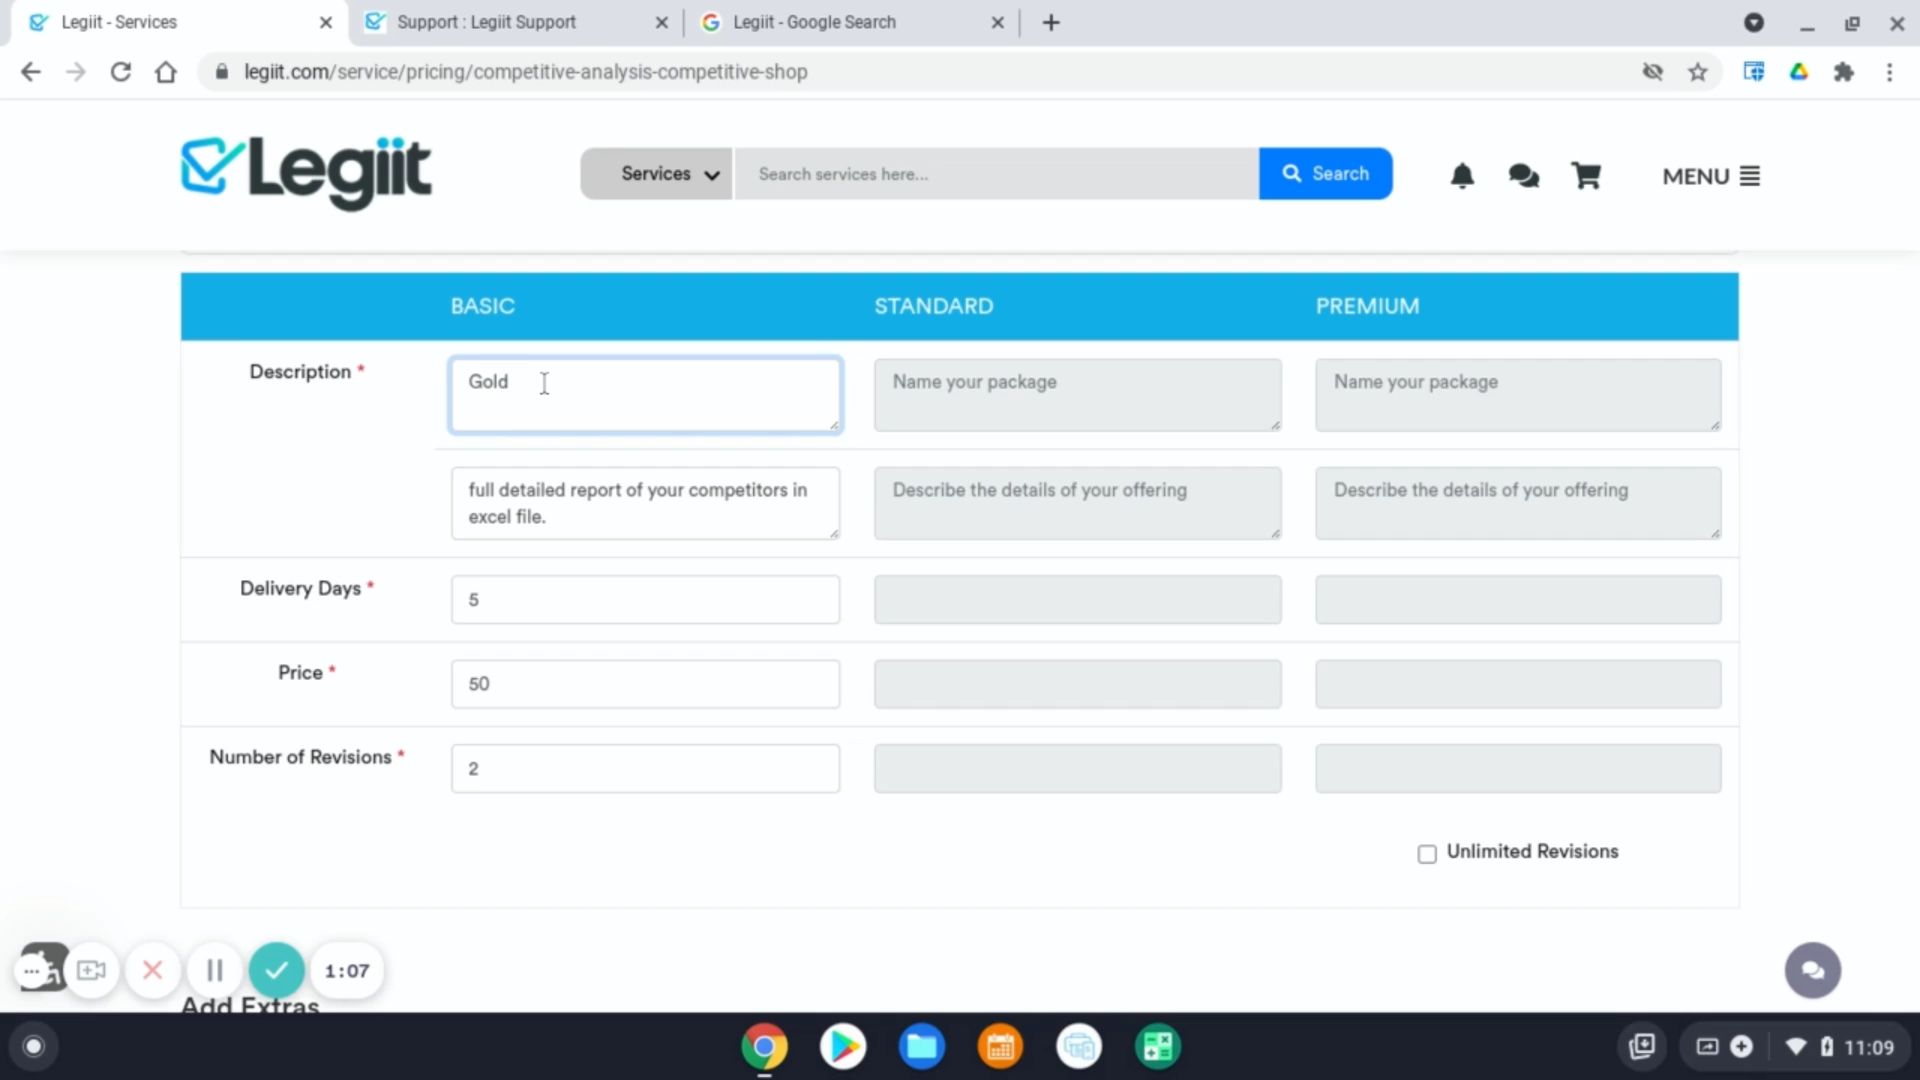 Legiit - Services
Support : Legiit Support
Legiit - Google Search
legiit.com/service/pricing/competitive-analysis-competitive-shop
Legiit
Services
Search services here...
Search
MENU
BASIC
STANDARD
PREMIUM
Description *
Gold
Name your package
Name your package
full detailed report of your competitors in
excel file.
Describe the details of your offering
Describe the details of your offering
Delivery Days *
5
Price *
50
Number of Revisions *
2
Unlimited Revisions
1:07
Add Extras
11:09